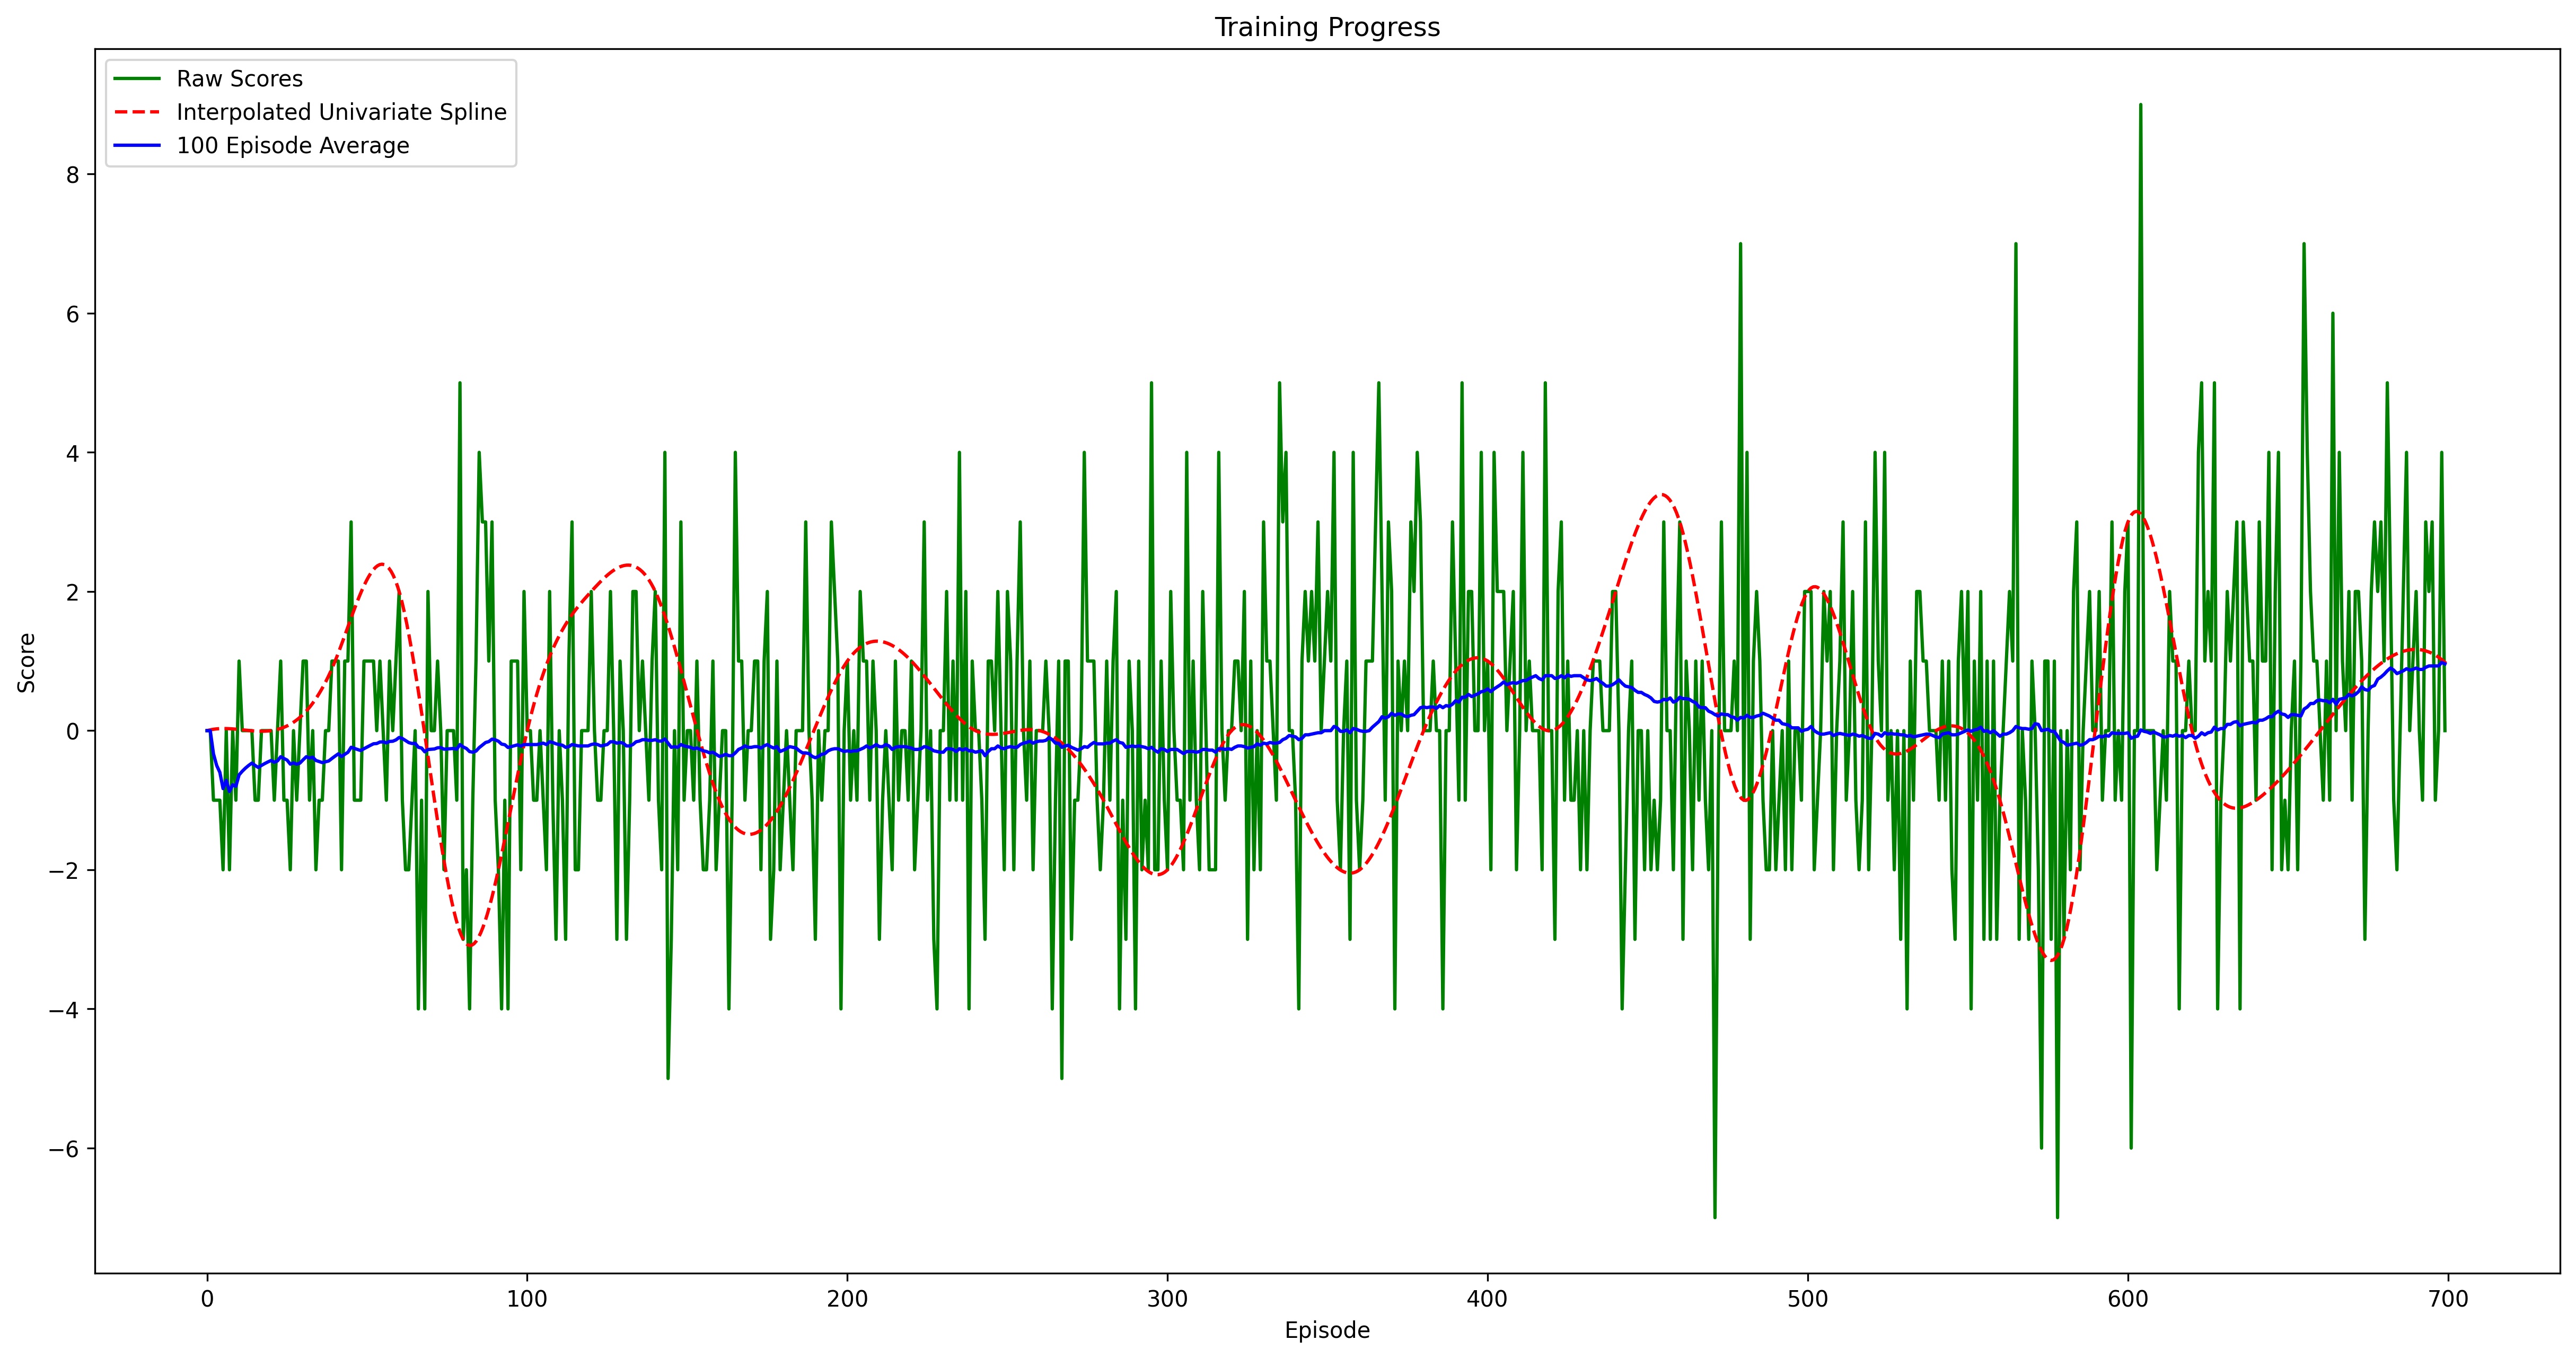 Training Progress
Raw Scores
Interpolated Univariate Spline
100 Episode Average
Score
8
6
4
2
0
−2
−4
−6
0 100 200 300 400 500 600 700
Episode